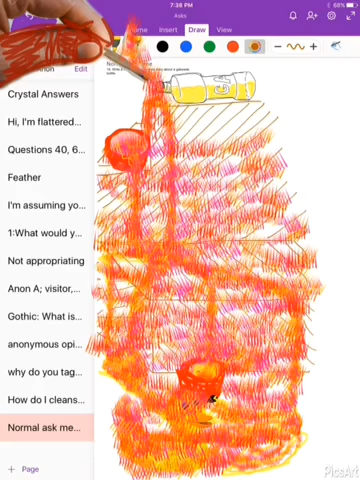 7:38 PM
68%
Asks
Home
Insert
Draw
View
Edit
Crystal Answers
Hi, I'm flattered...
Questions 40, 6...
Feather
I'm assuming yo...
1:What would y...
Not appropriating
Anon A; visitor,...
Gothic: What is...
anonymous opi...
why do you tag...
How do I cleans...
Normal ask me...
+ Page
PicsArt